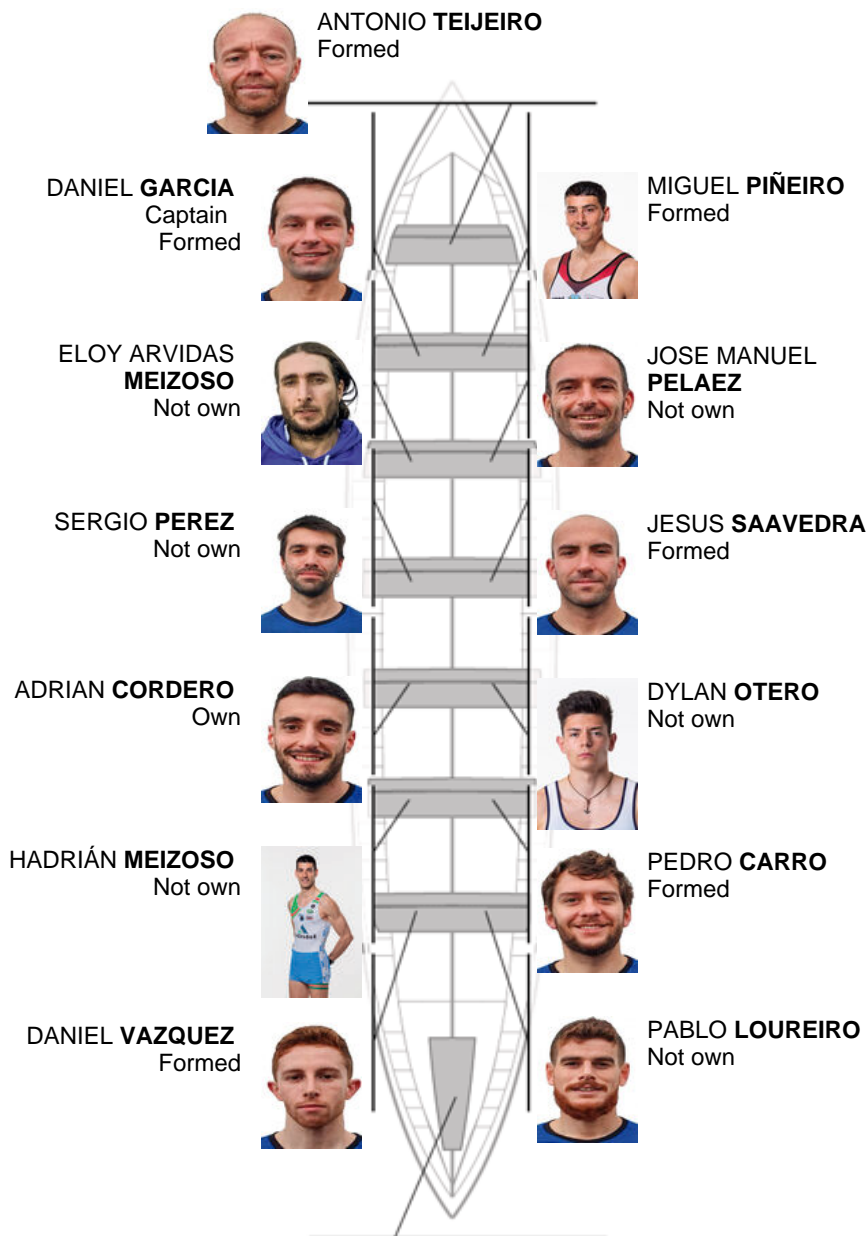 ANTONIO TEIJEIRO
Formed
DANIEL GARCIA
Captain
Formed
MIGUEL PIÑEIRO
Formed
ELOY ARVIDAS
MEIZOSO
Not own
JOSE MANUEL
PELAEZ
Not own
SERGIO PEREZ
Not own
JESUS SAAVEDRA
Formed
ADRIAN CORDERO
Own
DYLAN OTERO
Not own
HADRIÁN MEIZOSO
Not own
PEDRO CARRO
Formed
DANIEL VAZQUEZ
Formed
PABLO LOUREIRO
Not own